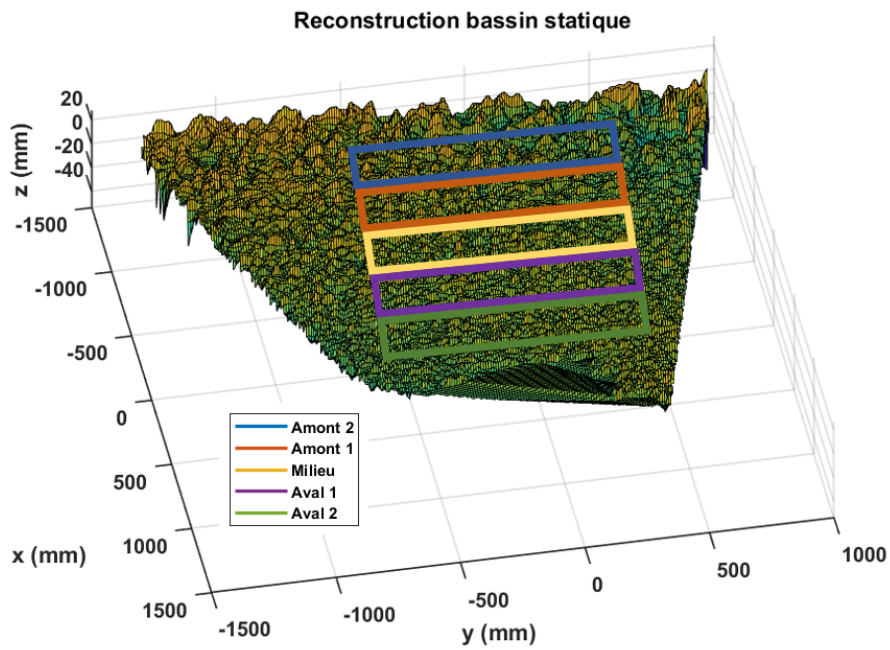 Reconstruction bassin statique
20
0
-20
-40
z (mm)
-1500
-1000
-500
0
500
1000
1500
x (mm)
Amont 2
Amont 1
Milieu
Aval 1
Aval 2
-1500
-1000
-500
0
500
1000
y (mm)